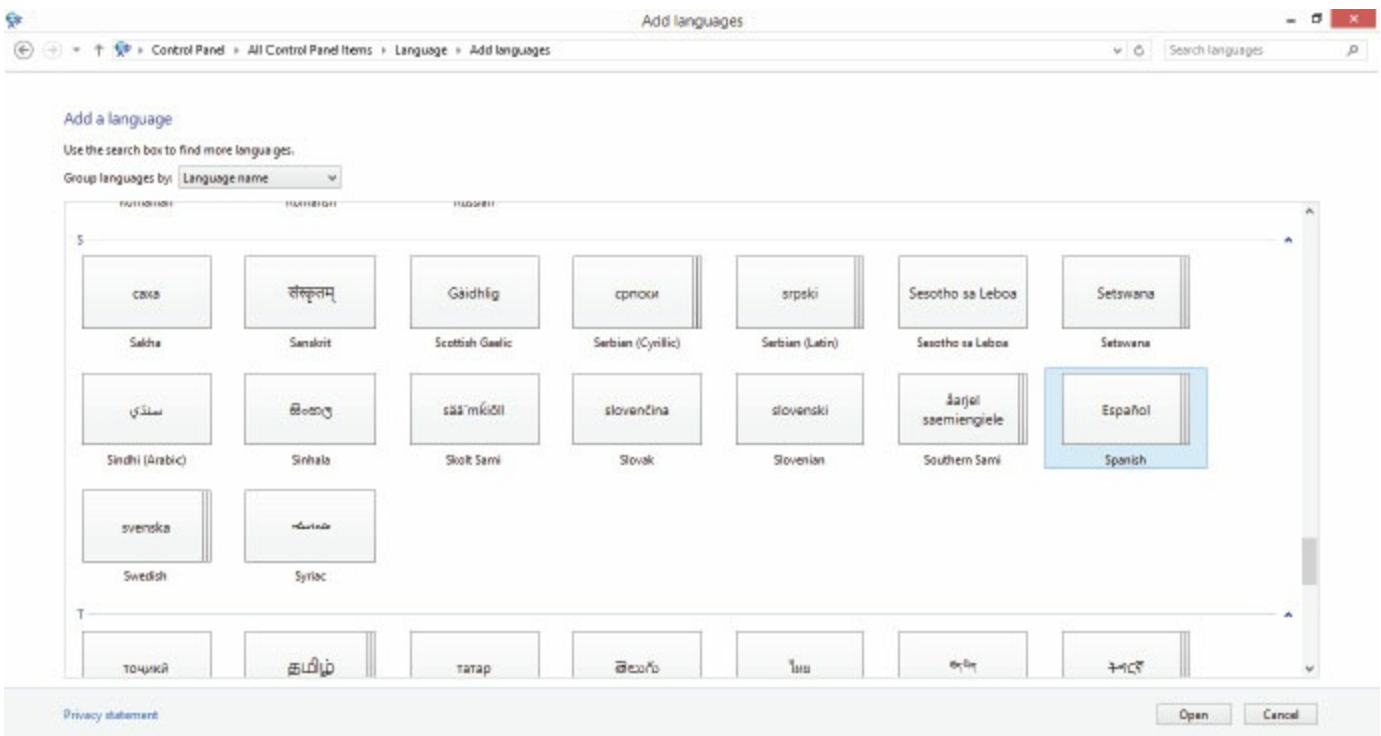 Add languages
Control Panel ▸ All Control Panel Items ▸ Language ▸ Add languages
Search languages
Add a language
Use the search box to find more languages.
Group languages by: Language name
S
саха
संस्कृतम्
Gàidhlig
српски
srpski
Sesotho sa Leboa
Setswana
Sakha
Sanskrit
Scottish Gaelic
Serbian (Cyrillic)
Serbian (Latin)
Sesotho sa Leboa
Setswana
سنڌي
සිංහල
sää´mǩiõll
slovenčina
slovenski
åarjel
saemiengiele
Español
Sindhi (Arabic)
Sinhala
Skolt Sami
Slovak
Slovenian
Southern Sami
Spanish
svenska
Swedish
Syriac
T
тоҷикӣ
தமிழ்
татар
తెలుగు
ไทย
ትግርኛ
Privacy statement
Open
Cancel